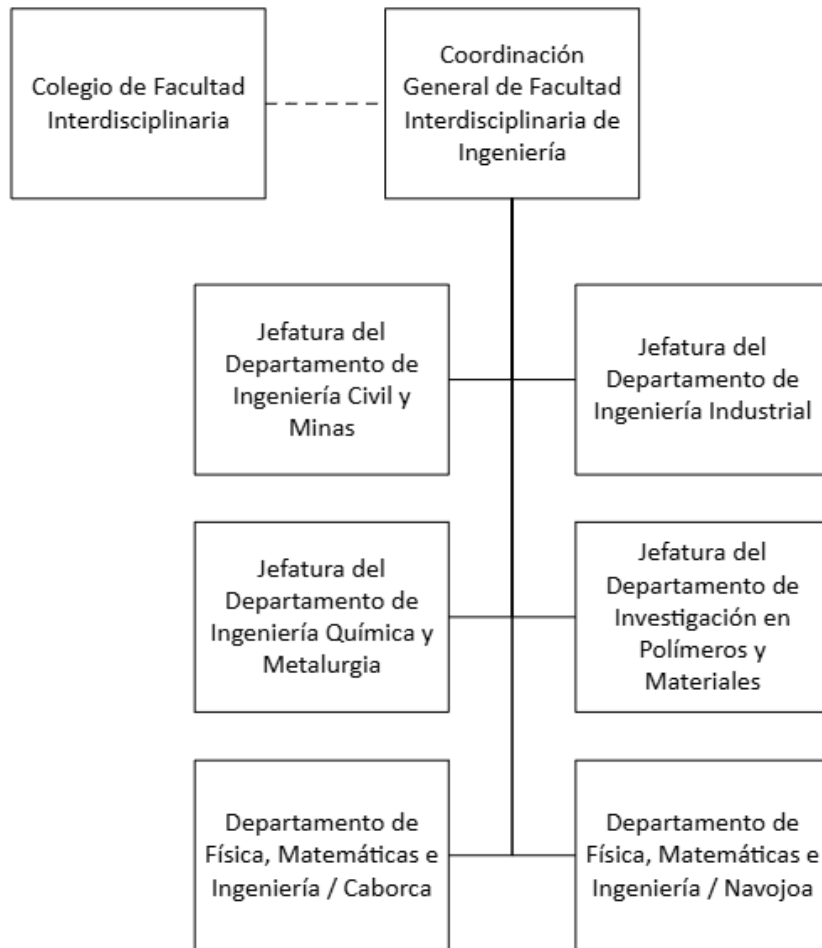 Colegio de Facultad
Interdisciplinaria
Coordinación
General de Facultad
Interdisciplinaria de
Ingeniería
Jefatura del
Departamento de
Ingeniería Civil y
Minas
Jefatura del
Departamento de
Ingeniería Industrial
Jefatura del
Departamento de
Ingeniería Química y
Metalurgia
Jefatura del
Departamento de
Investigación en
Polímeros y
Materiales
Departamento de
Física, Matemáticas e
Ingeniería / Caborca
Departamento de
Física, Matemáticas e
Ingeniería / Navojoa